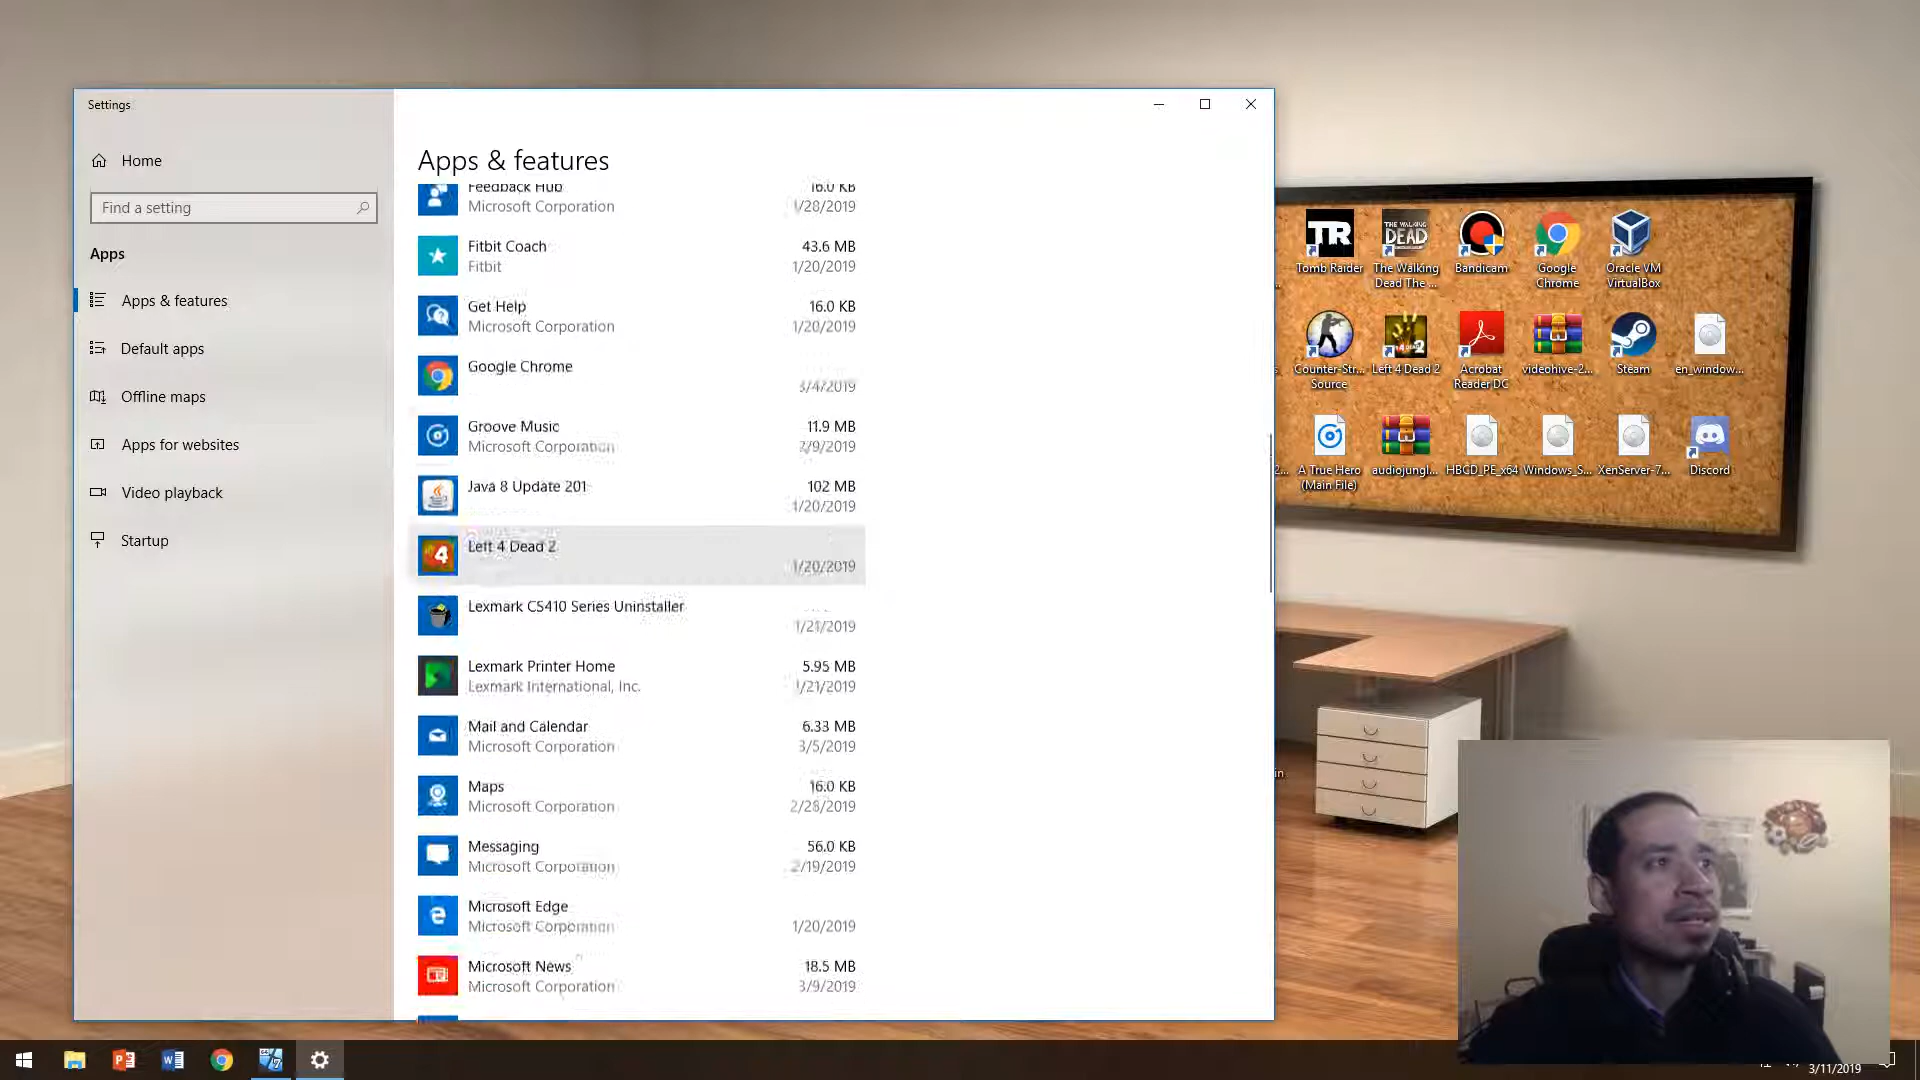 Settings
Home
Find a setting
Apps
Apps & features
Default apps
Offline maps
Apps for websites
Video playback
Startup
Apps & features
Feedback Hub 16.0 KB
Microsoft Corporation 1/28/2019
Fitbit Coach 43.6 MB
Fitbit 1/20/2019
Get Help 16.0 KB
Microsoft Corporation 1/20/2019
Google Chrome
3/4/2019
Groove Music 11.9 MB
Microsoft Corporation 2/9/2019
Java 8 Update 201 102 MB
1/20/2019
Left 4 Dead 2
1/20/2019
Lexmark CS410 Series Uninstaller
1/21/2019
Lexmark Printer Home 5.95 MB
Lexmark International, Inc. 1/21/2019
Mail and Calendar 6.33 MB
Microsoft Corporation 3/5/2019
Maps 16.0 KB
Microsoft Corporation 2/28/2019
Messaging 56.0 KB
Microsoft Corporation 2/19/2019
Microsoft Edge
Microsoft Corporation 1/20/2019
Microsoft News 18.5 MB
Microsoft Corporation 3/9/2019
TR THE WALKING DEAD
Tomb Raider The Walking Bandicam Google Oracle VM
Dead The ... Chrome VirtualBox
Counter-Str... Left 4 Dead 2 Acrobat videohive-2... Steam en_window...
Source Reader DC
A True Hero audiojungl... HBCD_PE_x64 Windows_S... XenServer-7... Discord
(Main File)
3/11/2019